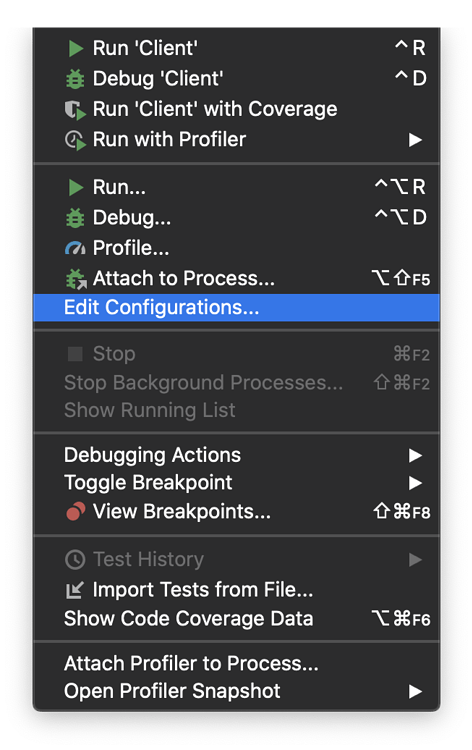 Run 'Client' ⌃R
Debug 'Client' ⌃D
Run 'Client' with Coverage
Run with Profiler
Run... ⌃⌥R
Debug... ⌃⌥D
Profile...
Attach to Process... ⌥⇧F5
Edit Configurations...
Stop ⌘F2
Stop Background Processes... ⇧⌘F2
Show Running List
Debugging Actions
Toggle Breakpoint
View Breakpoints... ⇧⌘F8
Test History
Import Tests from File...
Show Code Coverage Data ⌥⌘F6
Attach Profiler to Process...
Open Profiler Snapshot